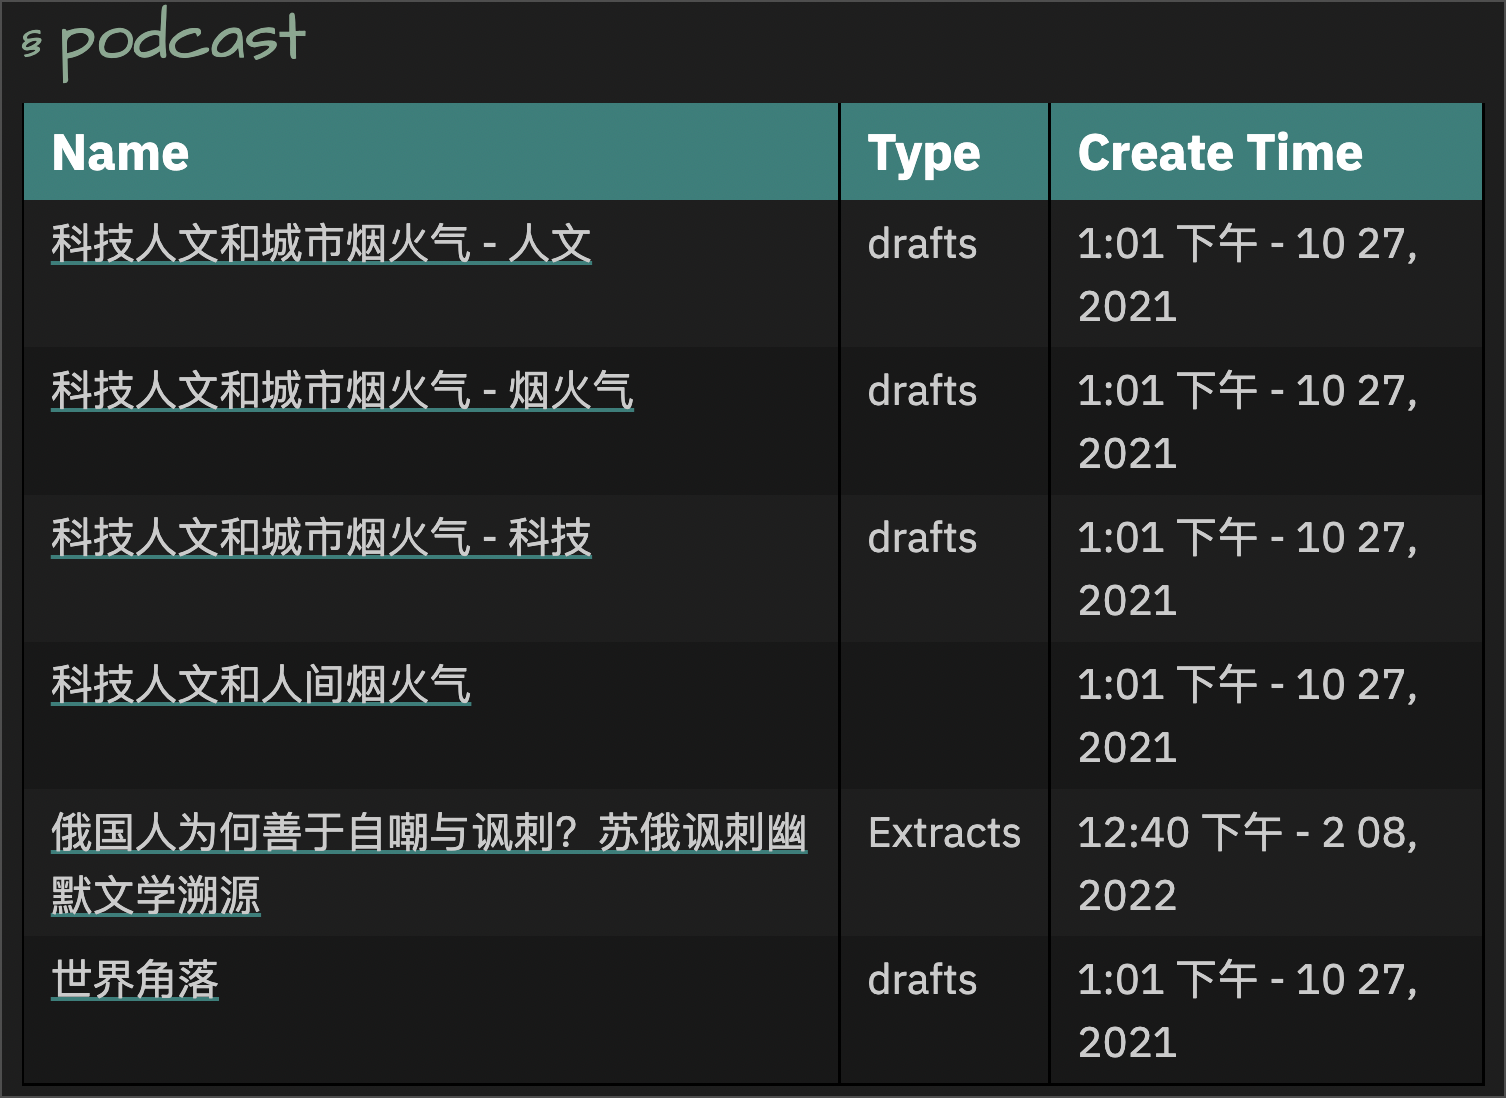 § podcast
Name Type Create Time
科技人文和城市烟火气 - 人文 drafts 1:01 下午 - 10 27,
2021
科技人文和城市烟火气 - 烟火气 drafts 1:01 下午 - 10 27,
2021
科技人文和城市烟火气 - 科技 drafts 1:01 下午 - 10 27,
2021
科技人文和人间烟火气 1:01 下午 - 10 27,
2021
俄国人为何善于自嘲与讽刺？苏俄讽刺幽 Extracts 12:40 下午 - 2 08,
默文学溯源 2022
世界角落 drafts 1:01 下午 - 10 27,
2021